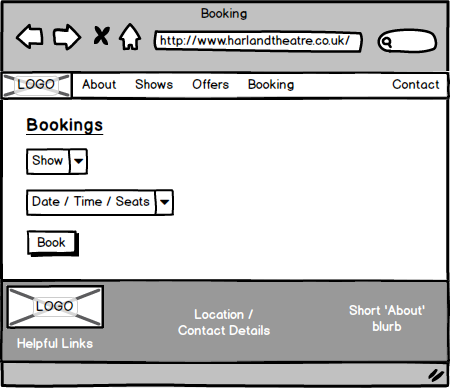 Booking
http://www.harlandtheatre.co.uk/
LOGO About Shows Offers Booking Contact
Bookings
Show
Date / Time / Seats
Book
LOGO
Helpful Links
Location /
Contact Details
Short 'About'
blurb